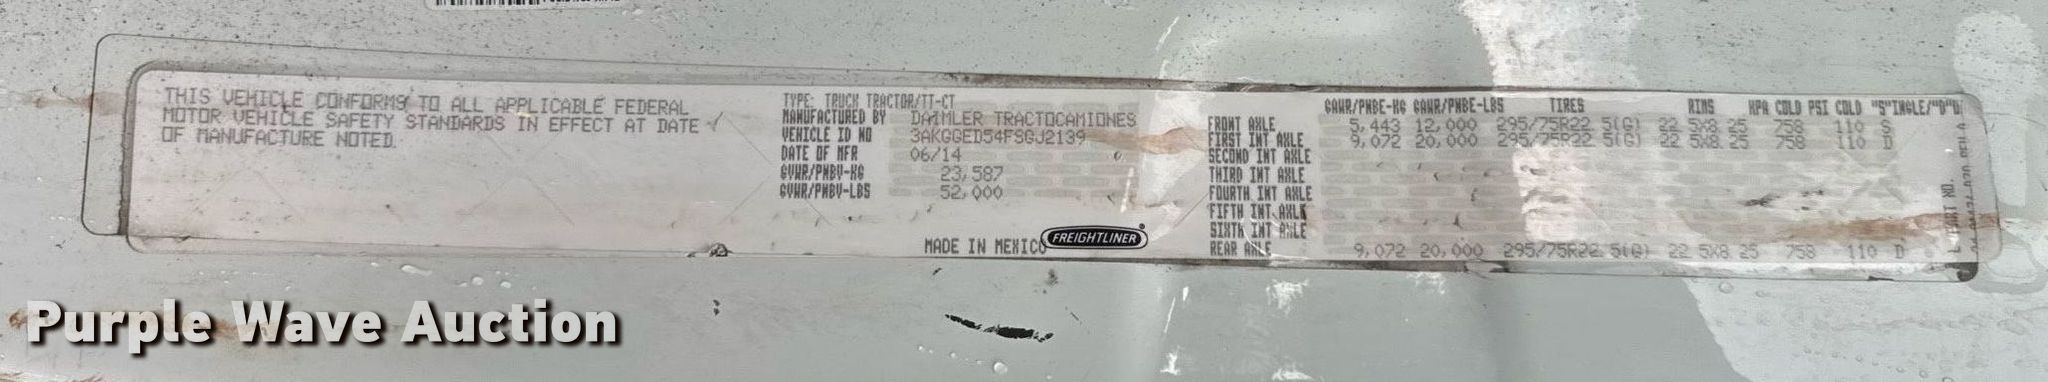 THIS VEHICLE CONFORMS TO ALL APPLICABLE FEDERAL
MOTOR VEHICLE SAFETY STANDARDS IN EFFECT AT DATE
OF MANUFACTURE NOTED.
TYPE: TRUCK TRACTOR/TT-CT
MANUFACTURED BY DAIMLER TRACTOCAMIONES
VEHICLE ID NO 3AKGGED54FSGJ2139
DATE OF MFR 06/14
GVWR/PNBV-KG 23,587
GVWR/PNBV-LBS 52,000
MADE IN MEXICO
FREIGHTLINER
GAWR/PNBE-KG GAWR/PNBE-LBS TIRES RIMS KPA COLD PSI COLD "S"INGLE/"D"D
FRONT AXLE 5,443 12,000 295/75R22.5(G) 22.5X8.25 758 110 S
FIRST INT AXLE 9,072 20,000 295/75R22.5(G) 22.5X8.25 758 110 D
SECOND INT AXLE
THIRD INT AXLE
FOURTH INT AXLE
FIFTH INT AXLE
SIXTH INT AXLE
REAR AXLE 9,072 20,000 295/75R22.5(G) 22.5X8.25 758 110 D
PART NO.
Purple Wave Auction